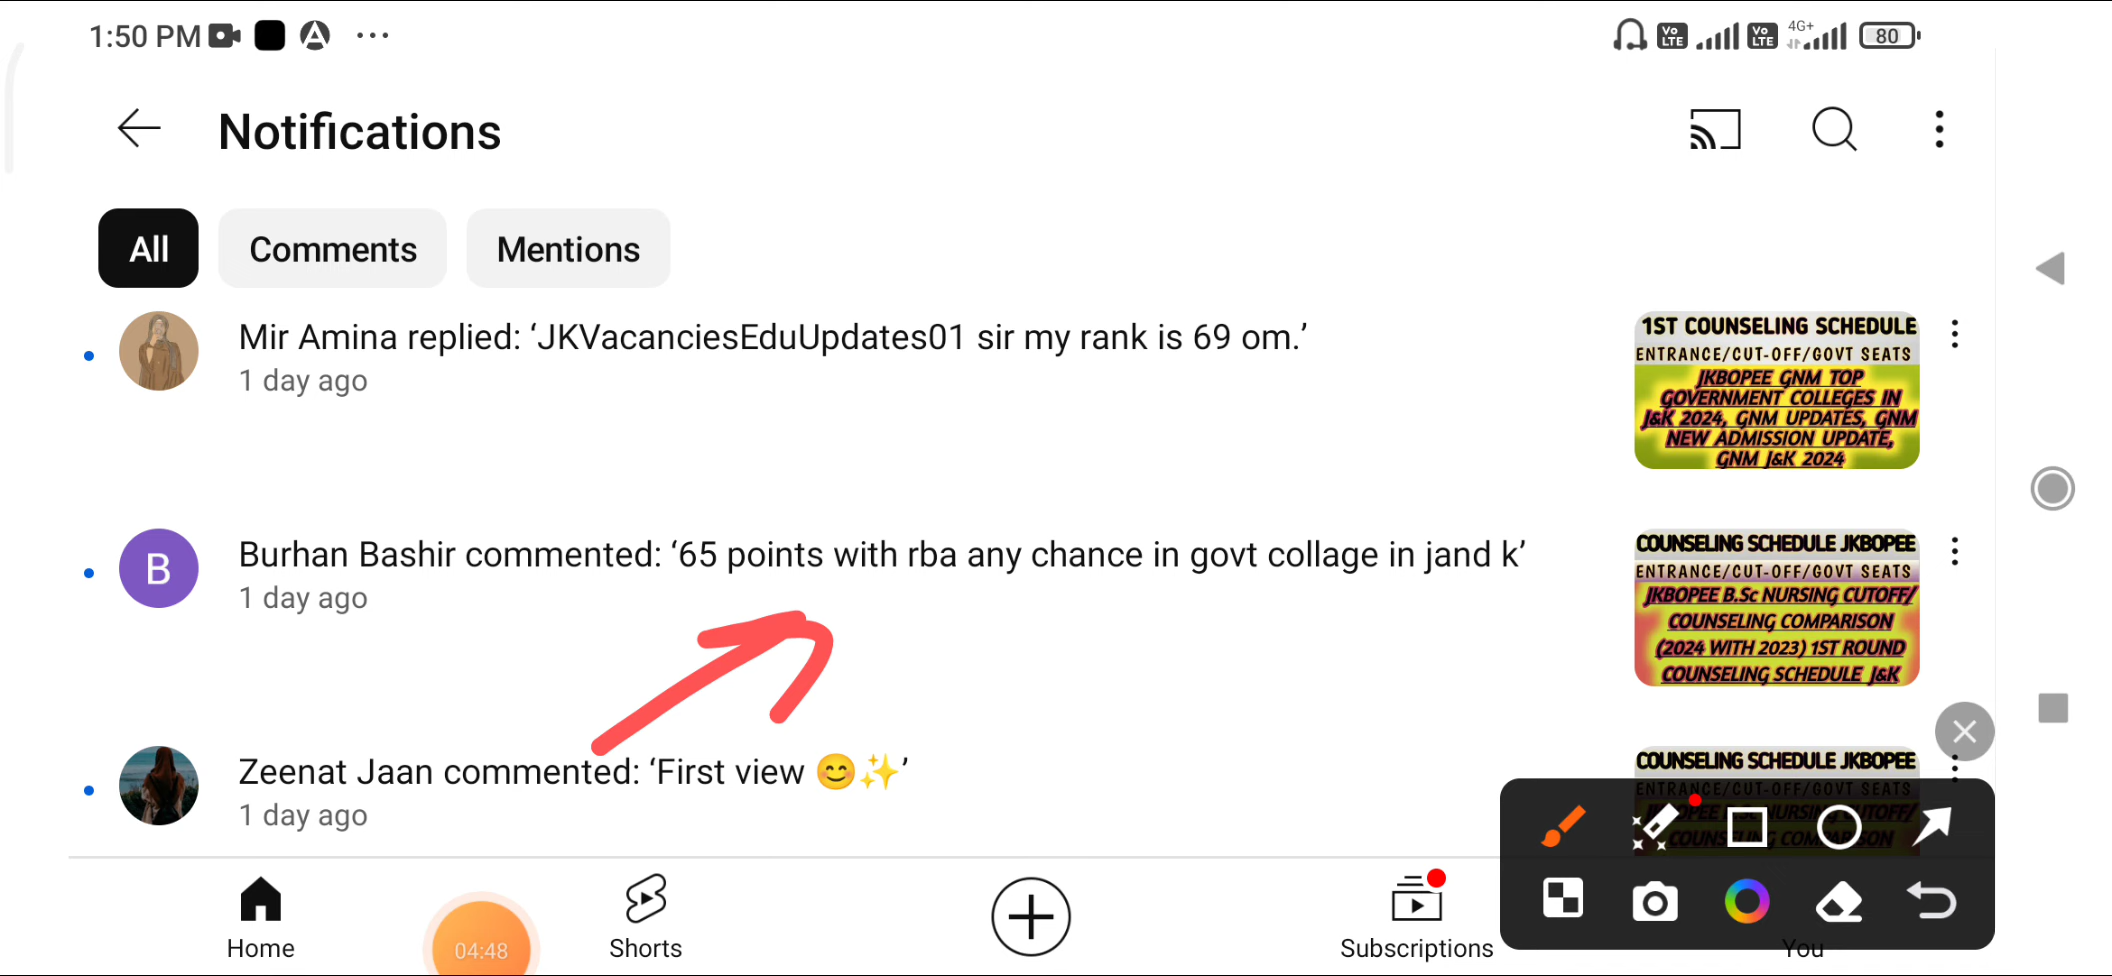 1:50 PM ...
Vo LTE Vo LTE 4G+ 80
Notifications
All Comments Mentions
Mir Amina replied: ‘JKVacanciesEduUpdates01 sir my rank is 69 om.’
1 day ago
1ST COUNSELING SCHEDULE
ENTRANCE/CUT-OFF/GOVT SEATS
JKBOPEE GNM TOP
GOVERNMENT COLLEGES IN
J&K 2024, GNM UPDATES, GNM
NEW ADMISSION UPDATE,
GNM J&K 2024
B
Burhan Bashir commented: ‘65 points with rba any chance in govt collage in jand k’
1 day ago
COUNSELING SCHEDULE JKBOPEE
ENTRANCE/CUT-OFF/GOVT SEATS
JKBOPEE B.Sc NURSING CUTOFF/
COUNSELING COMPARISON
(2024 WITH 2023) 1ST ROUND
COUNSELING SCHEDULE J&K
Zeenat Jaan commented: ‘First view 😊✨’
1 day ago
COUNSELING SCHEDULE JKBOPEE
ENTRANCE/CUT-OFF/GOVT SEATS
Home
04:48
Shorts
Subscriptions
You